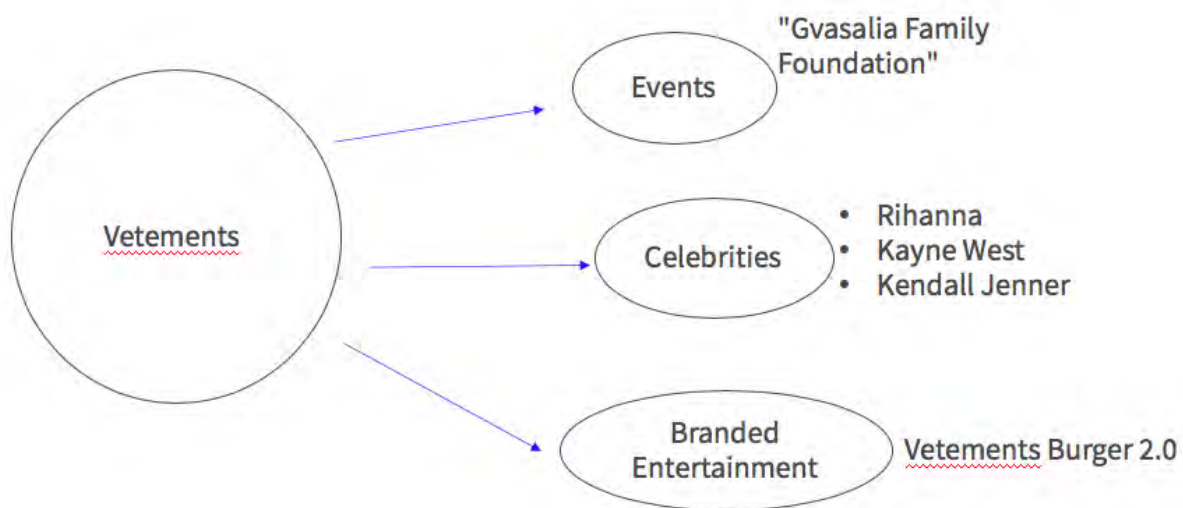 "Gvasalia Family
Foundation"
Events
Vetements
Celebrities
• Rihanna
• Kayne West
• Kendall Jenner
Branded
Entertainment
Vetements Burger 2.0